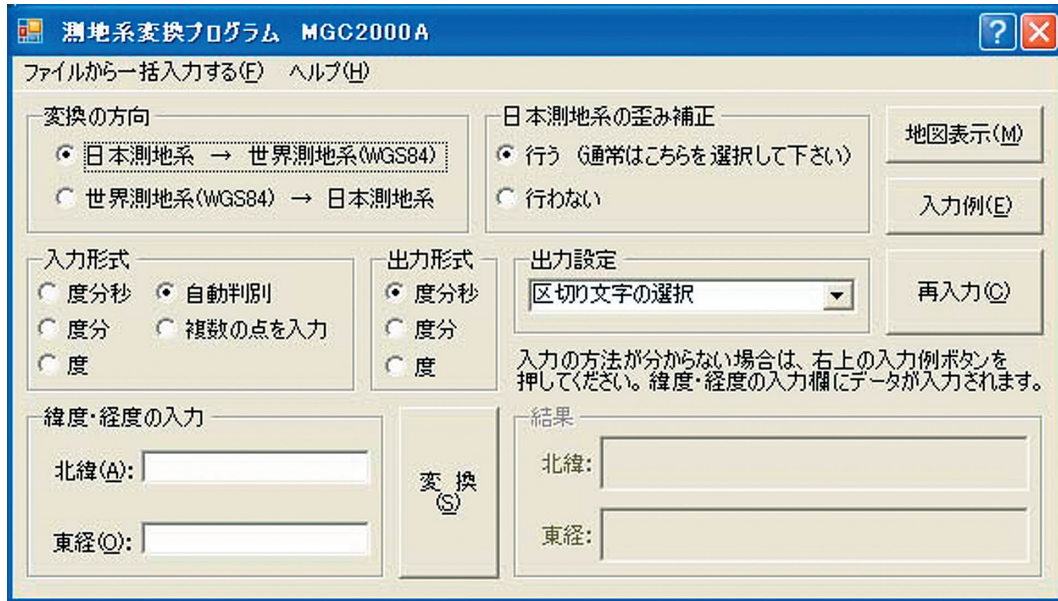 測地系変換プログラム MGC2000A
ファイルから一括入力する(F) ヘルプ(H)
変換の方向
日本測地系 → 世界測地系(WGS84)
世界測地系(WGS84) → 日本測地系
日本測地系の歪み補正
行う (通常はこちらを選択して下さい)
行わない
地図表示(M)
入力例(E)
入力形式
度分秒 自動判別
度分 複数の点を入力
度
出力形式
度分秒
度分
度
出力設定
区切り文字の選択
再入力(C)
入力の方法が分からない場合は、右上の入力例ボタンを
押してください。緯度・経度の入力欄にデータが入力されます。
緯度・経度の入力
北緯(A):
東経(O):
変 換
(S)
結果
北緯:
東経: